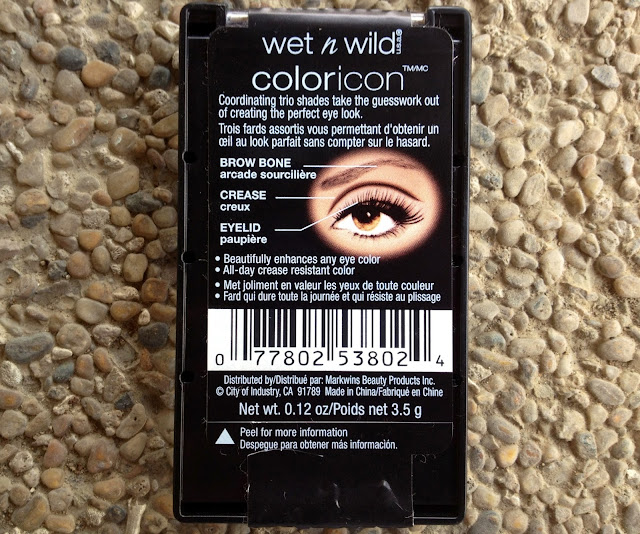 wet n wild u.s.a.®
coloricon™/MC
Coordinating trio shades take the guesswork out
of creating the perfect eye look.
Trois fards assortis vous permettant d'obtenir un
œil au look parfait sans compter sur le hasard.
BROW BONE
arcade sourcilière
CREASE
creux
EYELID
paupière
• Beautifully enhances any eye color
• All-day crease resistant color
• Met joliment en valeur les yeux de toute couleur
• Fard qui dure toute la journée et qui résiste au plissage
0 77802 53802 4
Distributed by/Distribué par: Markwins Beauty Products Inc.
© City of Industry, CA 91789 Made in China/Fabriqué en Chine
Net wt. 0.12 oz/Poids net 3.5 g
Peel for more information
Despegue para obtener más información.